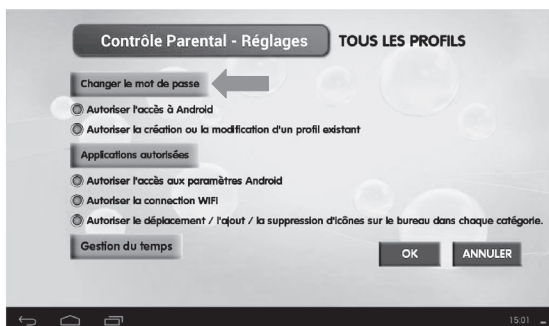 Contrôle Parental - Réglages TOUS LES PROFILS
Changer le mot de passe
Autoriser l'accès à Android
Autoriser la création ou la modification d'un profil existant
Applications autorisées
Autoriser l'accès aux paramètres Android
Autoriser la connection WIFI
Autoriser le déplacement / l'ajout / la suppression d'icônes sur le bureau dans chaque catégorie.
Gestion du temps
OK ANNULER
15:01